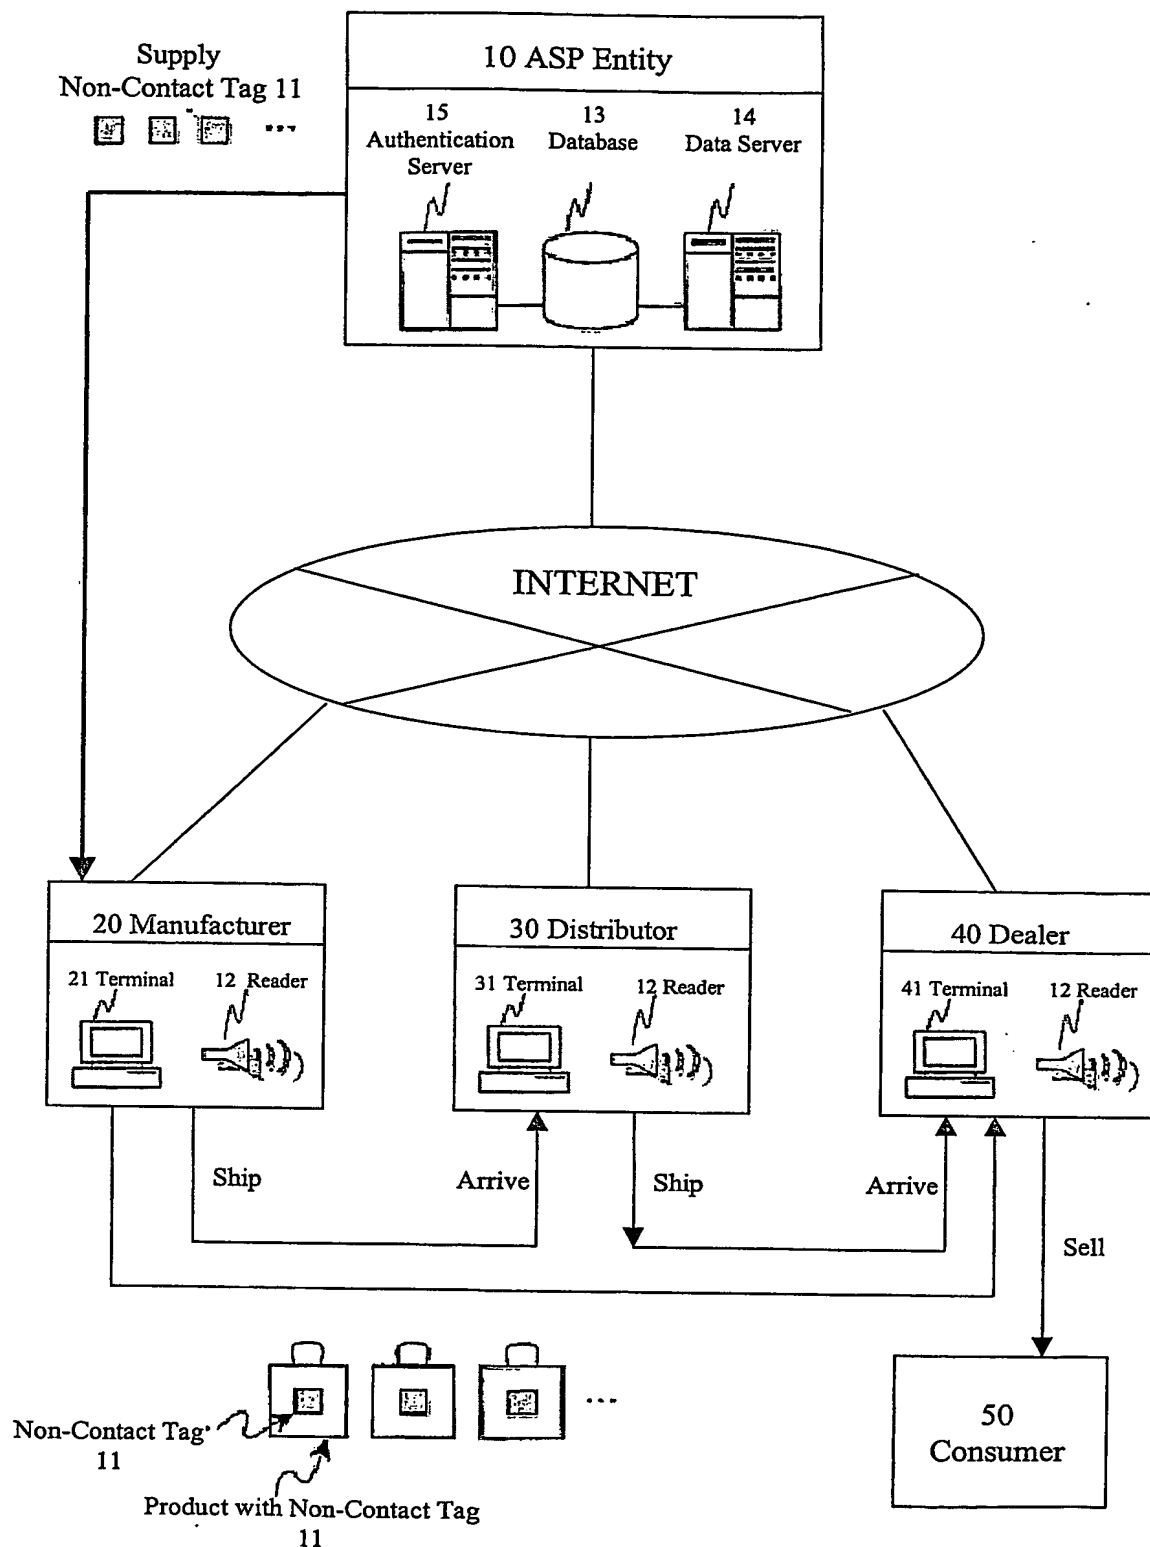 Supply
Non-Contact Tag 11
10 ASP Entity
15
Authentication
Server
13
Database
14
Data Server
INTERNET
20 Manufacturer
21 Terminal
12 Reader
30 Distributor
31 Terminal
12 Reader
40 Dealer
41 Terminal
12 Reader
Ship
Arrive
Ship
Arrive
Sell
Non-Contact Tag
11
Product with Non-Contact Tag
11
50
Consumer